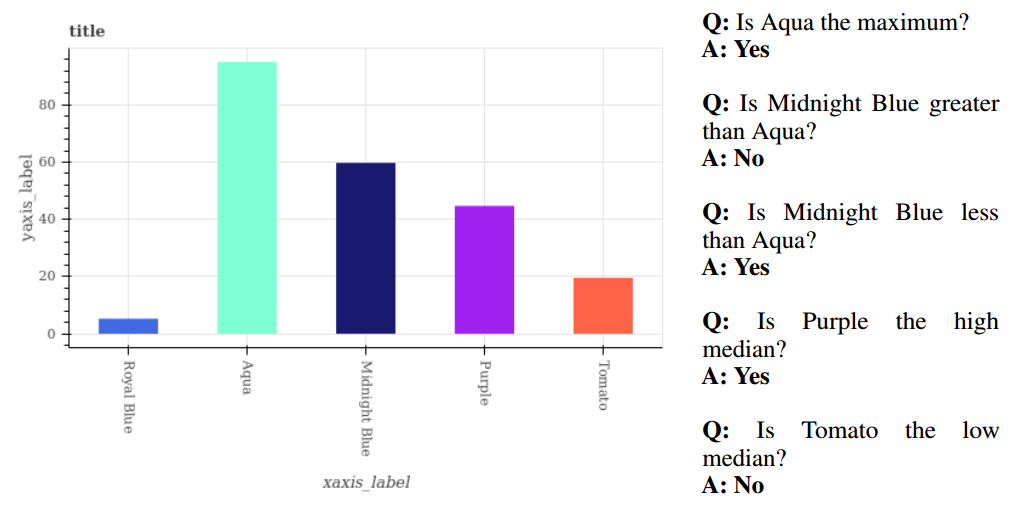 title
80
60
40
20
0
yaxis_label
Royal Blue
Aqua
Midnight Blue
Purple
Tomato
xaxis_label
Q: Is Aqua the maximum?
A: Yes
Q: Is Midnight Blue greater
than Aqua?
A: No
Q: Is Midnight Blue less
than Aqua?
A: Yes
Q: Is Purple the high
median?
A: Yes
Q: Is Tomato the low
median?
A: No